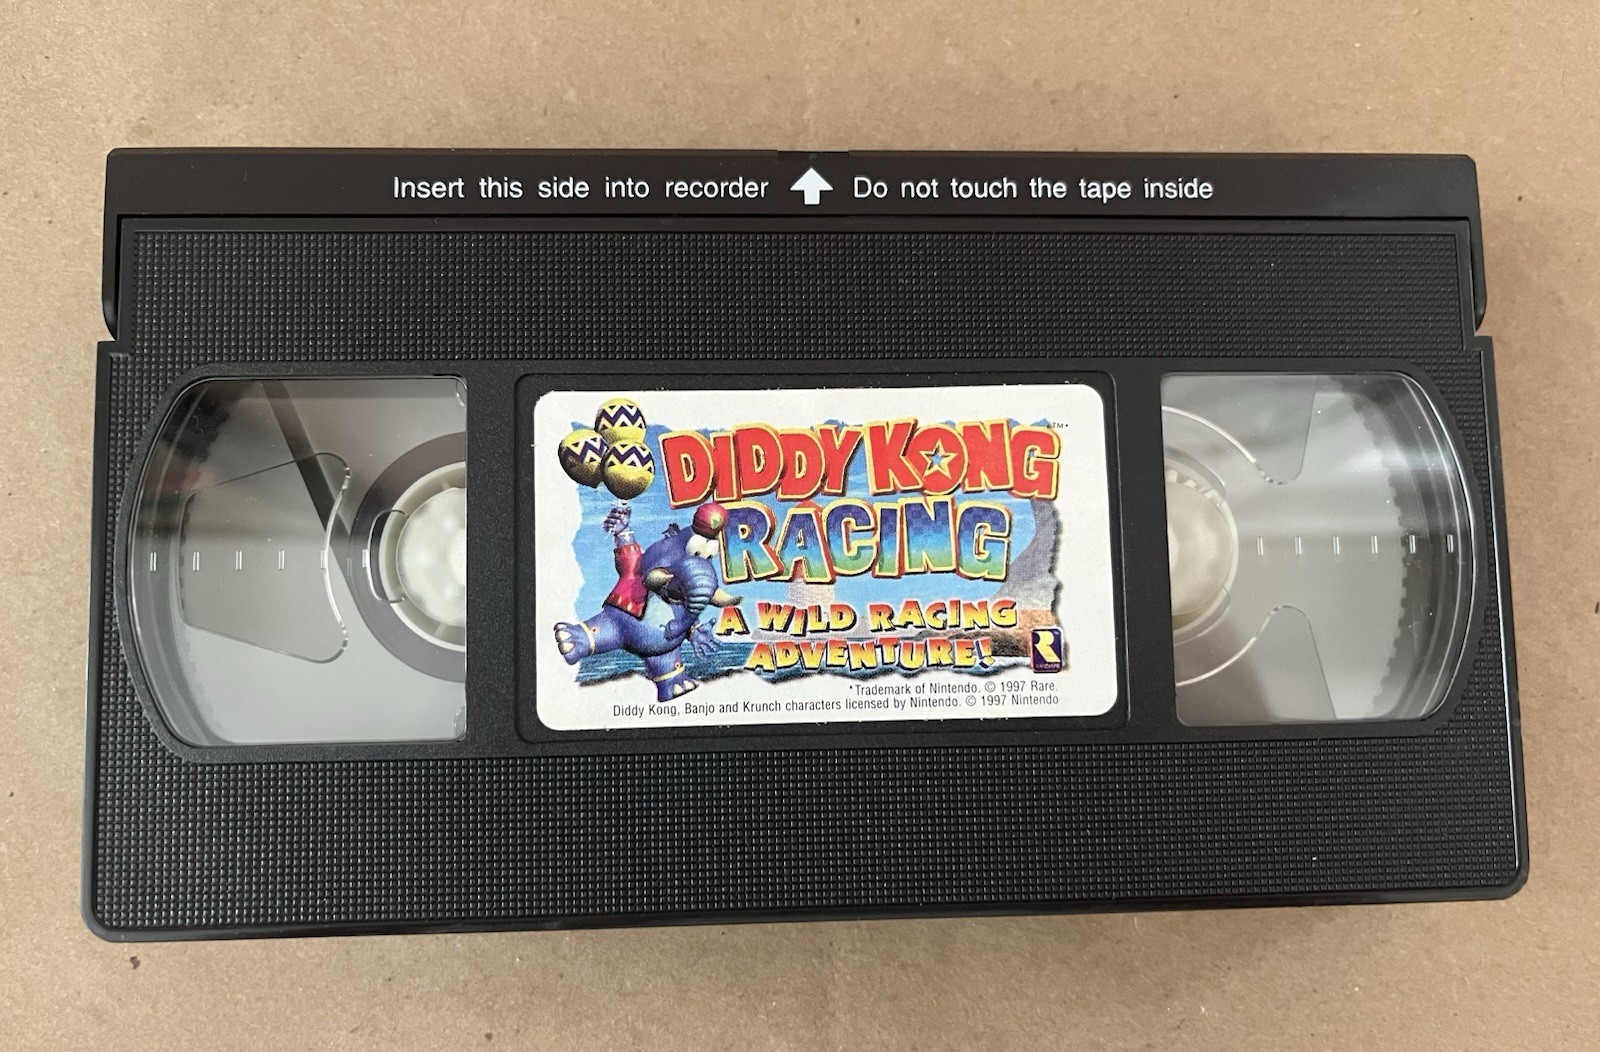 Insert this side into recorder Do not touch the tape inside
DIDDY KONG TM*
RACING
A WILD RACING
ADVENTURE!
*Trademark of Nintendo. © 1997 Rare.
Diddy Kong, Banjo and Krunch characters licensed by Nintendo. © 1997 Nintendo